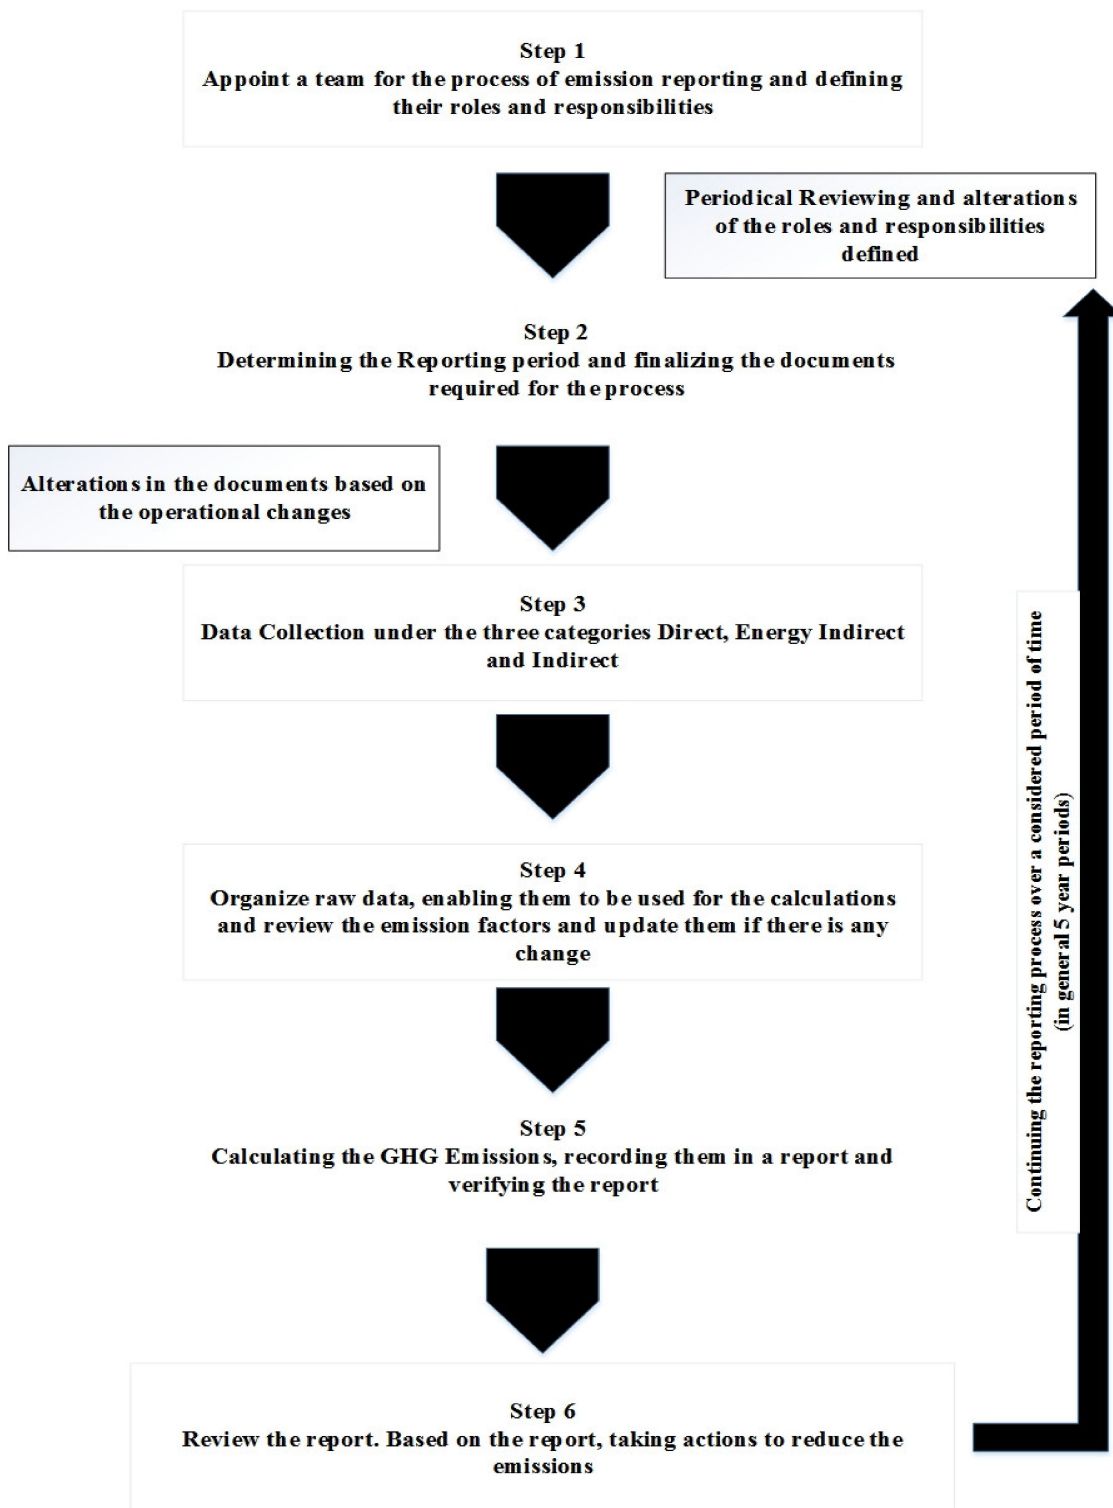 Step 1
Appoint a team for the process of emission reporting and defining
their roles and responsibilities
Periodical Reviewing and alterations
of the roles and responsibilities
defined
Step 2
Determining the Reporting period and finalizing the documents
required for the process
Alterations in the documents based on
the operational changes
Step 3
Data Collection under the three categories Direct, Energy Indirect
and Indirect
Step 4
Organize raw data, enabling them to be used for the calculations
and review the emission factors and update them if there is any
change
Step 5
Calculating the GHG Emissions, recording them in a report and
verifying the report
Step 6
Review the report. Based on the report, taking actions to reduce the
emissions
Continuing the reporting process over a considered period of time
(in general 5 year periods)